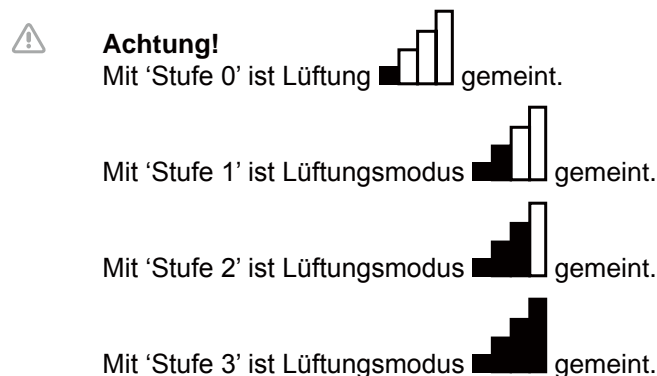 Achtung!
Mit ‘Stufe 0’ ist Lüftung gemeint.
Mit ‘Stufe 1’ ist Lüftungsmodus gemeint.
Mit ‘Stufe 2’ ist Lüftungsmodus gemeint.
Mit ‘Stufe 3’ ist Lüftungsmodus gemeint.